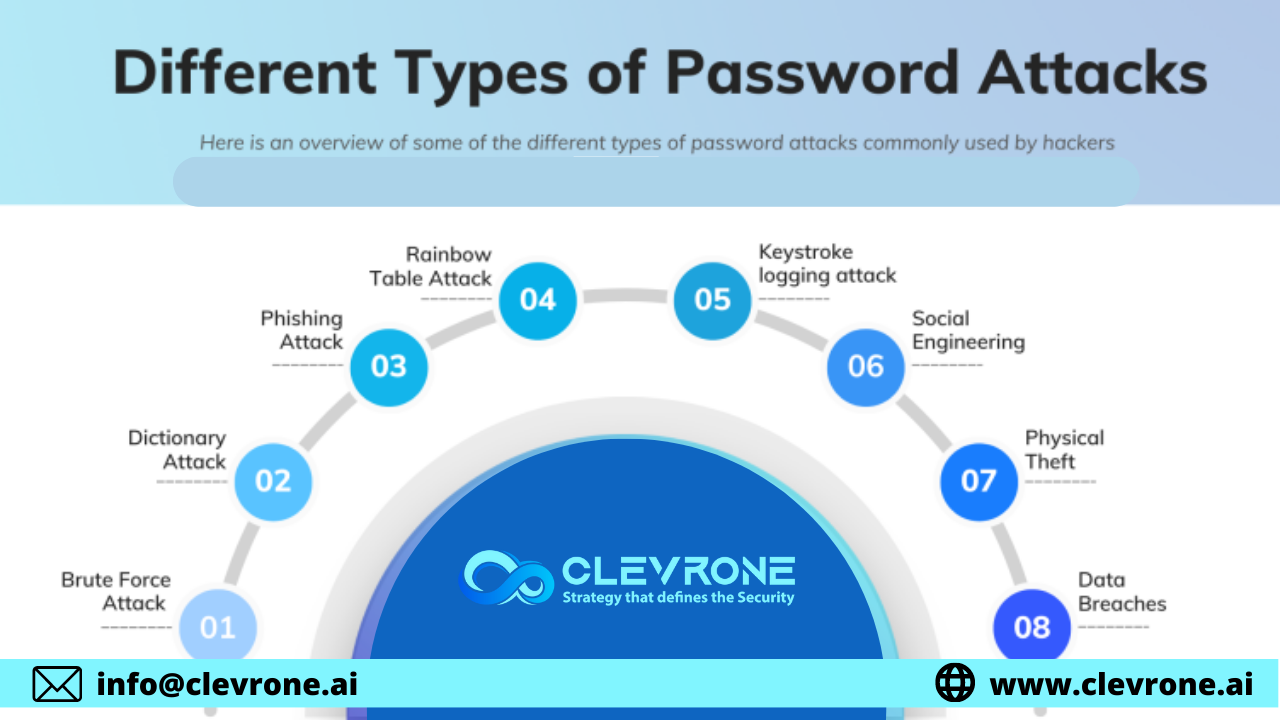 Different Types of Password Attacks
Here is an overview of some of the different types of password attacks commonly used by hackers
01
Brute Force
Attack
02
Dictionary
Attack
03
Phishing
Attack
04
Rainbow
Table Attack
05
Keystroke
logging attack
06
Social
Engineering
07
Physical
Theft
08
Data
Breaches
CLEVRONE
Strategy that defines the Security
info@clevrone.ai
www.clevrone.ai